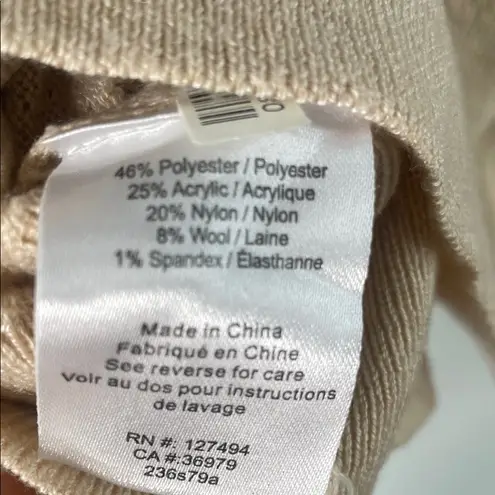 46% Polyester / Polyester
25% Acrylic / Acrylique
20% Nylon / Nylon
8% Wool / Laine
1% Spandex / Élasthanne
Made in China
Fabriqué en Chine
See reverse for care
Voir au dos pour instructions
de lavage
RN #: 127494
CA #:36979
236s79a